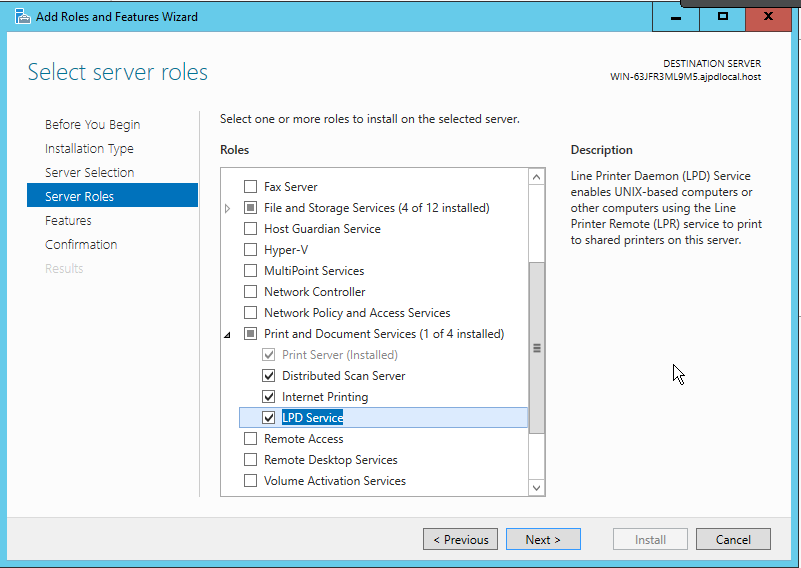 Add Roles and Features Wizard
Select server roles
DESTINATION SERVER
WIN-63JFR3ML9M5.ajpdlocal.host
Before You Begin
Installation Type
Server Selection
Server Roles
Features
Confirmation
Results
Select one or more roles to install on the selected server.
Roles
Fax Server
File and Storage Services (4 of 12 installed)
Host Guardian Service
Hyper-V
MultiPoint Services
Network Controller
Network Policy and Access Services
Print and Document Services (1 of 4 installed)
Print Server (Installed)
Distributed Scan Server
Internet Printing
LPD Service
Remote Access
Remote Desktop Services
Volume Activation Services
Description
Line Printer Daemon (LPD) Service
enables UNIX-based computers or
other computers using the Line
Printer Remote (LPR) service to print
to shared printers on this server.
< Previous
Next >
Install
Cancel